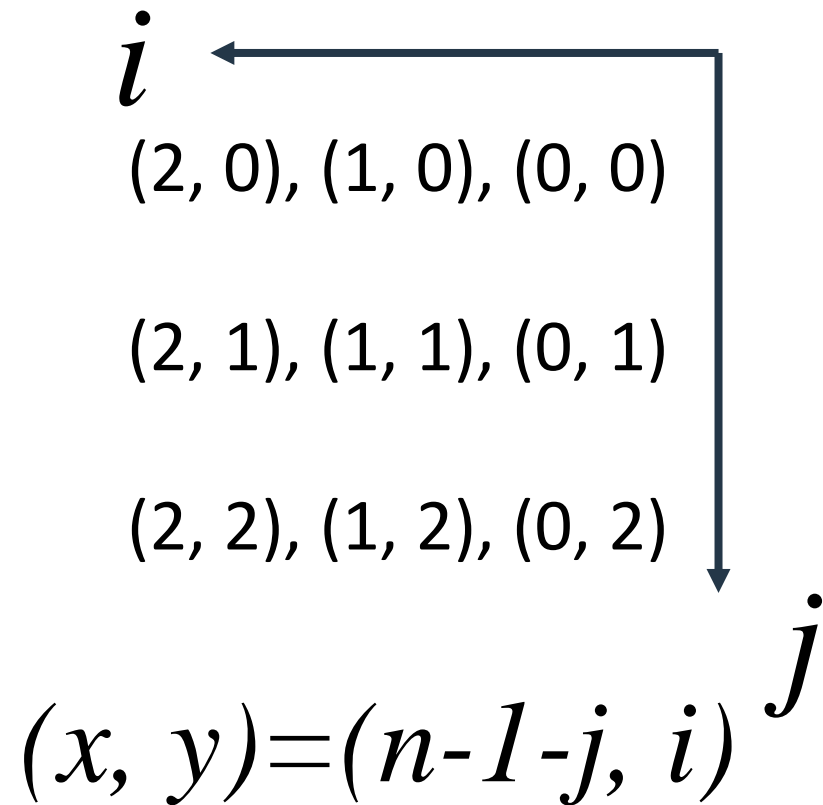 i
(2, 0), (1, 0), (0, 0)
(2, 1), (1, 1), (0, 1)
(2, 2), (1, 2), (0, 2)
j
(x, y)=(n-1-j, i)